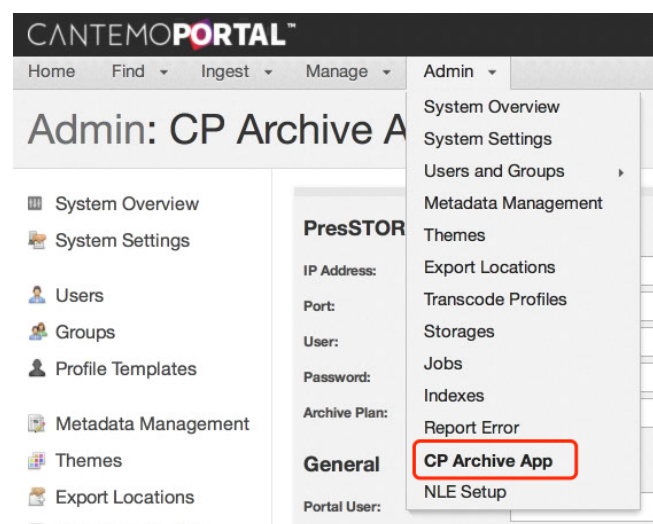 CANTEMOPORTAL™
Home Find Ingest Manage Admin
Admin: CP Archive A
System Overview
System Settings
Users
Groups
Profile Templates
Metadata Management
Themes
Export Locations
PresSTOR
IP Address:
Port:
User:
Password:
Archive Plan:
General
Portal User:
System Overview
System Settings
Users and Groups
Metadata Management
Themes
Export Locations
Transcode Profiles
Storages
Jobs
Indexes
Report Error
CP Archive App
NLE Setup